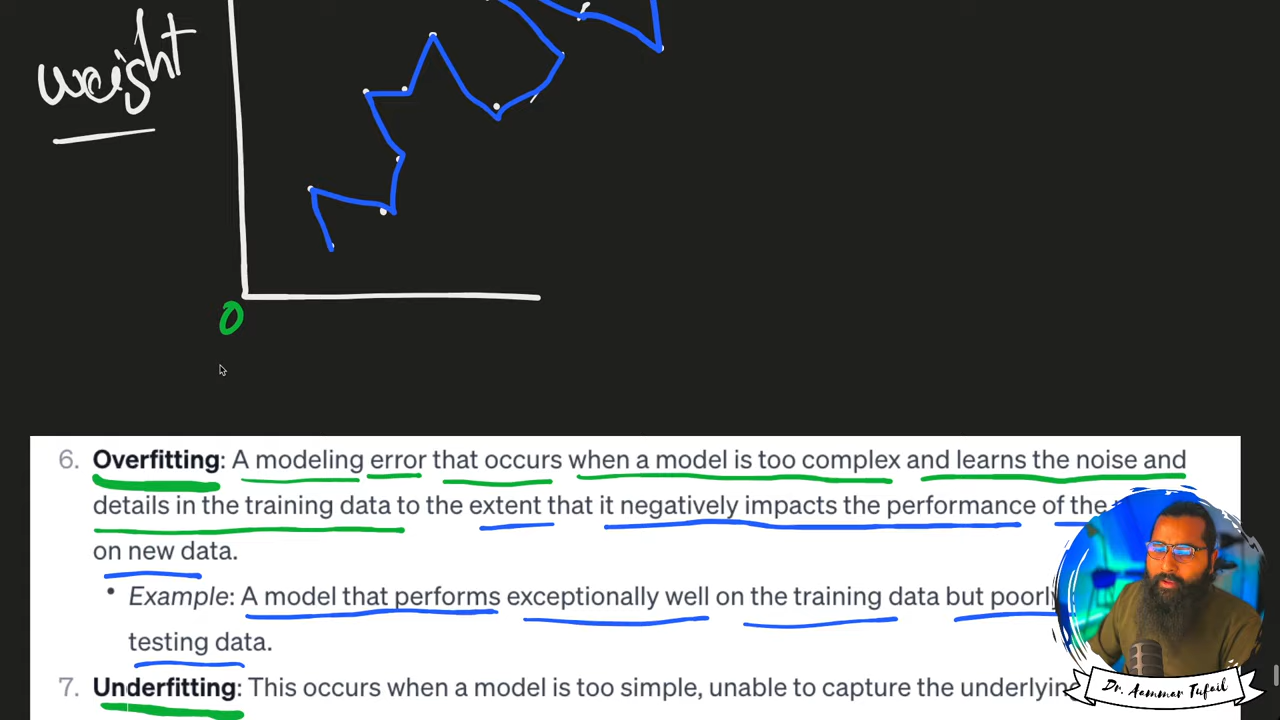 weight
0
6. Overfitting: A modeling error that occurs when a model is too complex and learns the noise and
details in the training data to the extent that it negatively impacts the performance of the
on new data.
• Example: A model that performs exceptionally well on the training data but poorly
testing data.
7. Underfitting: This occurs when a model is too simple, unable to capture the underlyin
Dr. Aammar Tufail